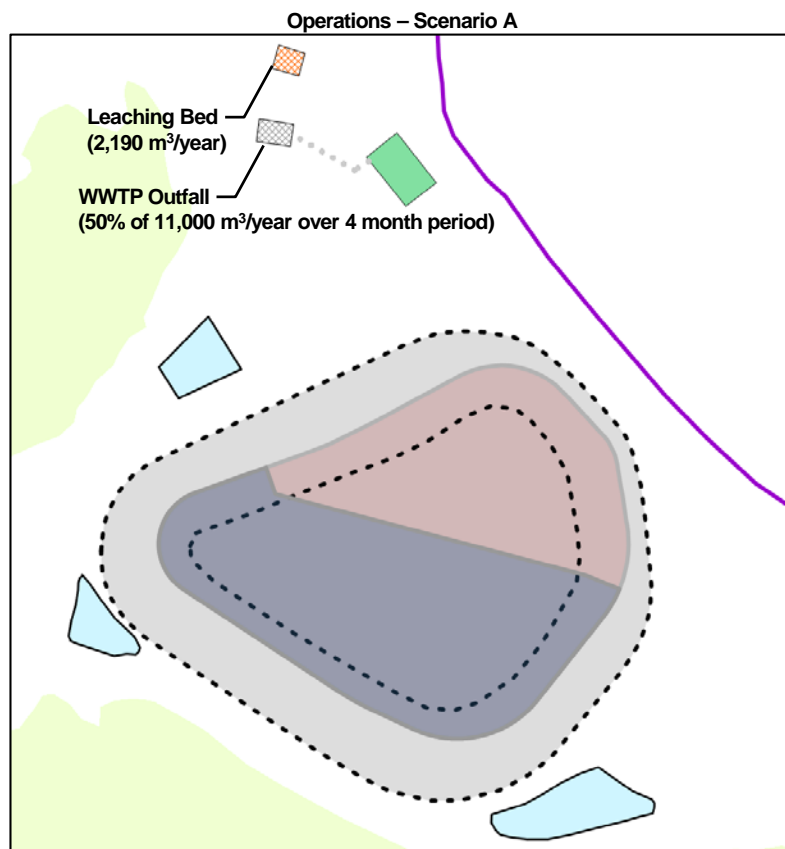 Operations – Scenario A
Leaching Bed
(2,190 m³/year)
WWTP Outfall
(50% of 11,000 m³/year over 4 month period)